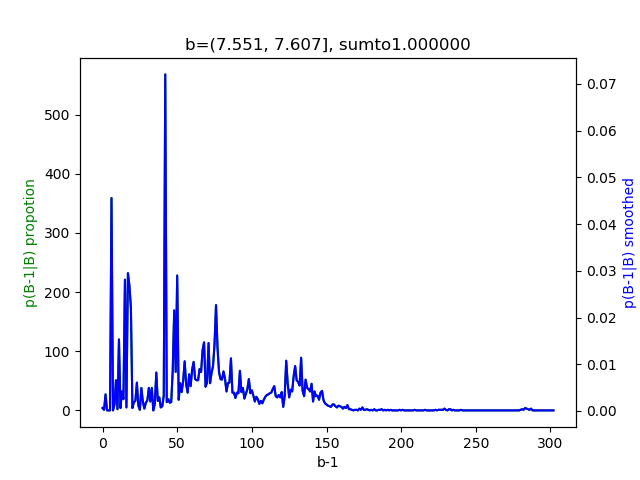 b=(7.551, 7.607], sumto1.000000
p(B-1|B) propotion
500
400
300
200
100
0
0.07
0.06
0.05
0.04
0.03
0.02
0.01
0.00
p(B-1|B) smoothed
0 50 100 150 200 250 300
b-1